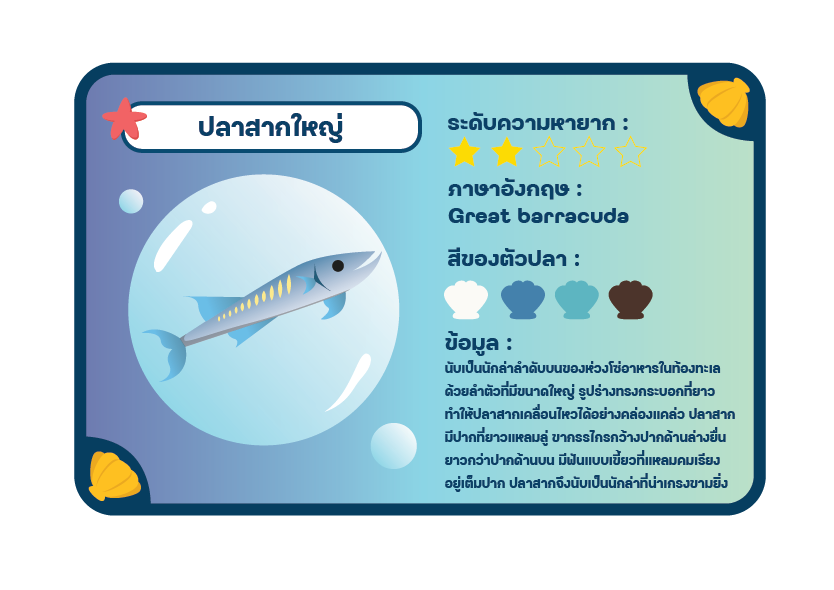 ปลาสากใหญ่
ระดับความหายาก :
ภาษาอังกฤษ :
Great barracuda
สีของตัวปลา :
ข้อมูล :
นับเป็นนักล่าลำดับบนของห่วงโซ่อาหารในท้องทะเล
ด้วยลำตัวที่มีขนาดใหญ่ รูปร่างทรงกระบอกที่ยาว
ทำให้ปลาสากเคลื่อนไหวได้อย่างคล่องแคล่ว ปลาสาก
มีปากที่ยาวแหลมลู่ ขากรรไกรกว้างปากด้านล่างยื่น
ยาวกว่าปากด้านบน มีฟันแบบเขี้ยวที่แหลมคมเรียง
อยู่เต็มปาก ปลาสากจึงนับเป็นนักล่าที่น่าเกรงขามยิ่ง